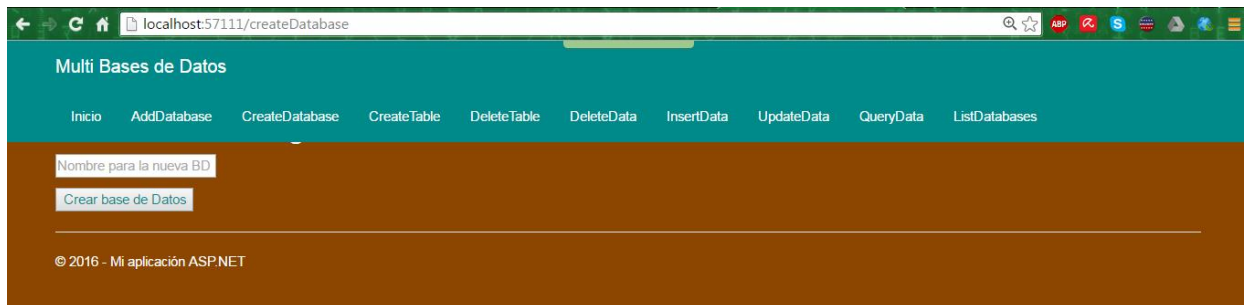 localhost:57111/createDatabase
ABP S
Multi Bases de Datos
Inicio AddDatabase CreateDatabase CreateTable DeleteTable DeleteData InsertData UpdateData QueryData ListDatabases
Nombre para la nueva BD
Crear base de Datos
© 2016 - Mi aplicación ASP.NET